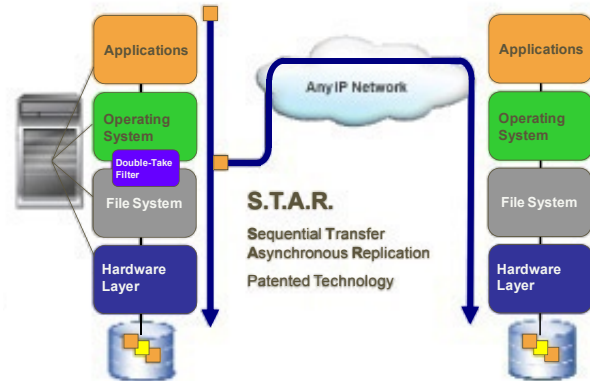 Applications
Operating
System
Double-Take
Filter
File System
Hardware
Layer
Any IP Network
S.T.A.R.
Sequential Transfer
Asynchronous Replication
Patented Technology
Applications
Operating
System
File System
Hardware
Layer